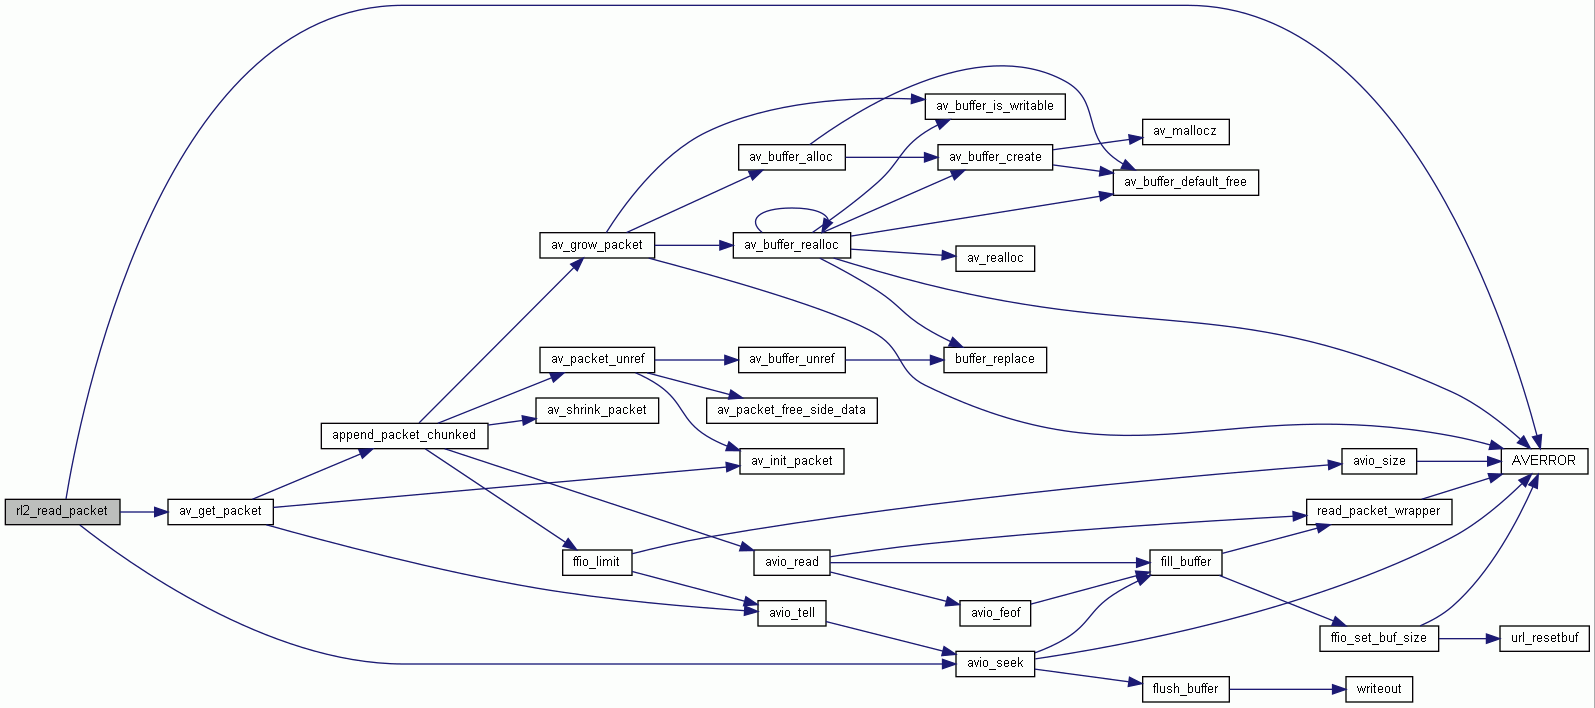 av_buffer_is_writable
av_mallocz
av_buffer_alloc
av_buffer_create
av_buffer_default_free
av_grow_packet
av_buffer_realloc
av_realloc
av_packet_unref
av_buffer_unref
buffer_replace
av_shrink_packet
av_packet_free_side_data
append_packet_chunked
av_init_packet
avio_size
AVERROR
rl2_read_packet
av_get_packet
read_packet_wrapper
ffio_limit
avio_read
fill_buffer
avio_tell
avio_feof
ffio_set_buf_size
url_resetbuf
avio_seek
flush_buffer
writeout